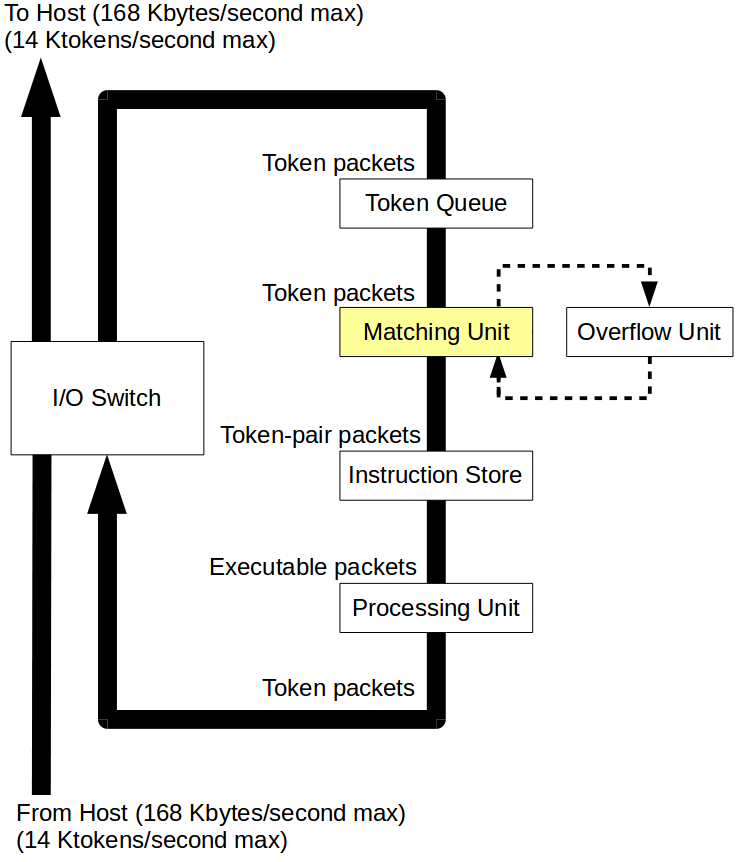 To Host (168 Kbytes/second max)
(14 Ktokens/second max)
Token packets
Token Queue
Token packets
Matching Unit
Overflow Unit
I/O Switch
Token-pair packets
Instruction Store
Executable packets
Processing Unit
Token packets
From Host (168 Kbytes/second max)
(14 Ktokens/second max)